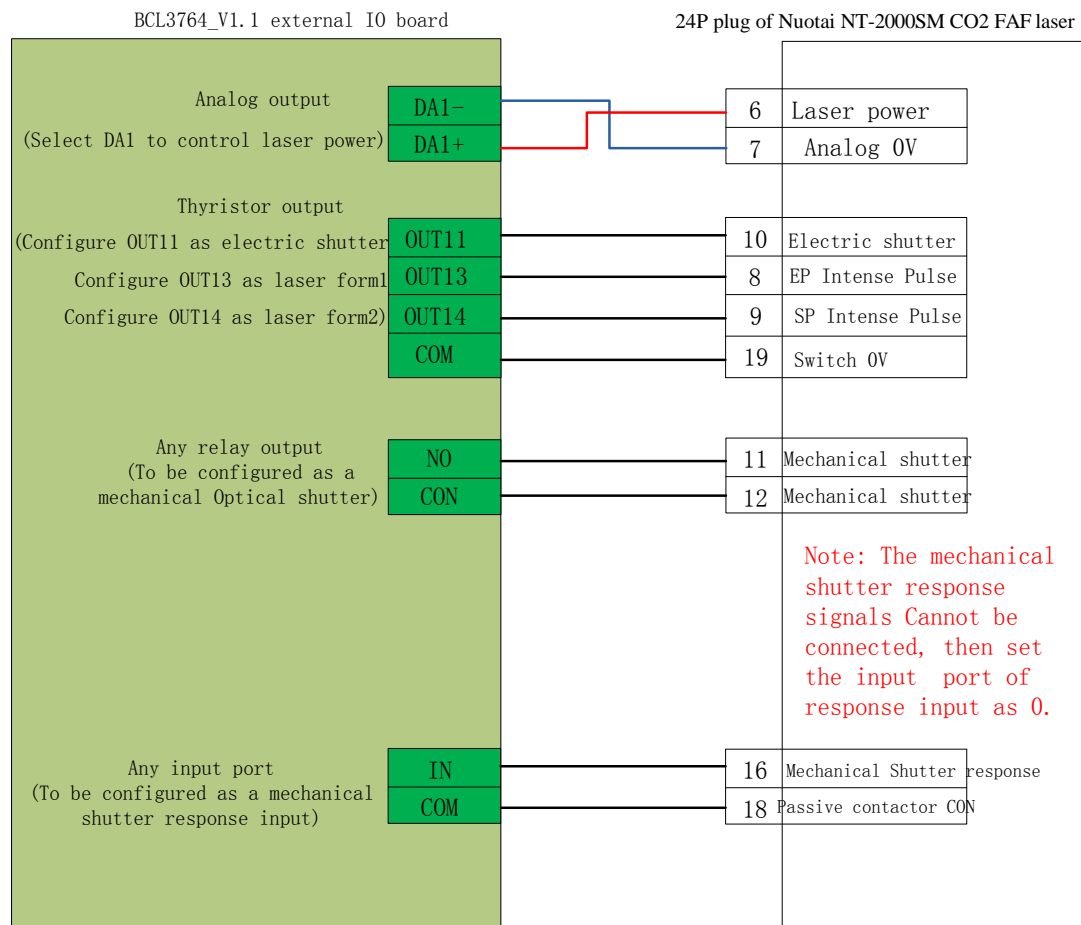 BCL3764_V1.1 external IO board
24P plug of Nuotai NT-2000SM CO2 FAF laser
Analog output
(Select DA1 to control laser power)
DA1-
DA1+
6 Laser power
7 Analog 0V
Thyristor output
(Configure OUT11 as electric shutter
Configure OUT13 as laser form1
Configure OUT14 as laser form2)
OUT11
OUT13
OUT14
COM
10 Electric shutter
8 EP Intense Pulse
9 SP Intense Pulse
19 Switch 0V
Any relay output
(To be configured as a
mechanical Optical shutter)
NO
CON
11 Mechanical shutter
12 Mechanical shutter
Note: The mechanical
shutter response
signals Cannot be
connected, then set
the input port of
response input as 0.
Any input port
(To be configured as a mechanical
shutter response input)
IN
COM
16 Mechanical Shutter response
18 Passive contactor CON